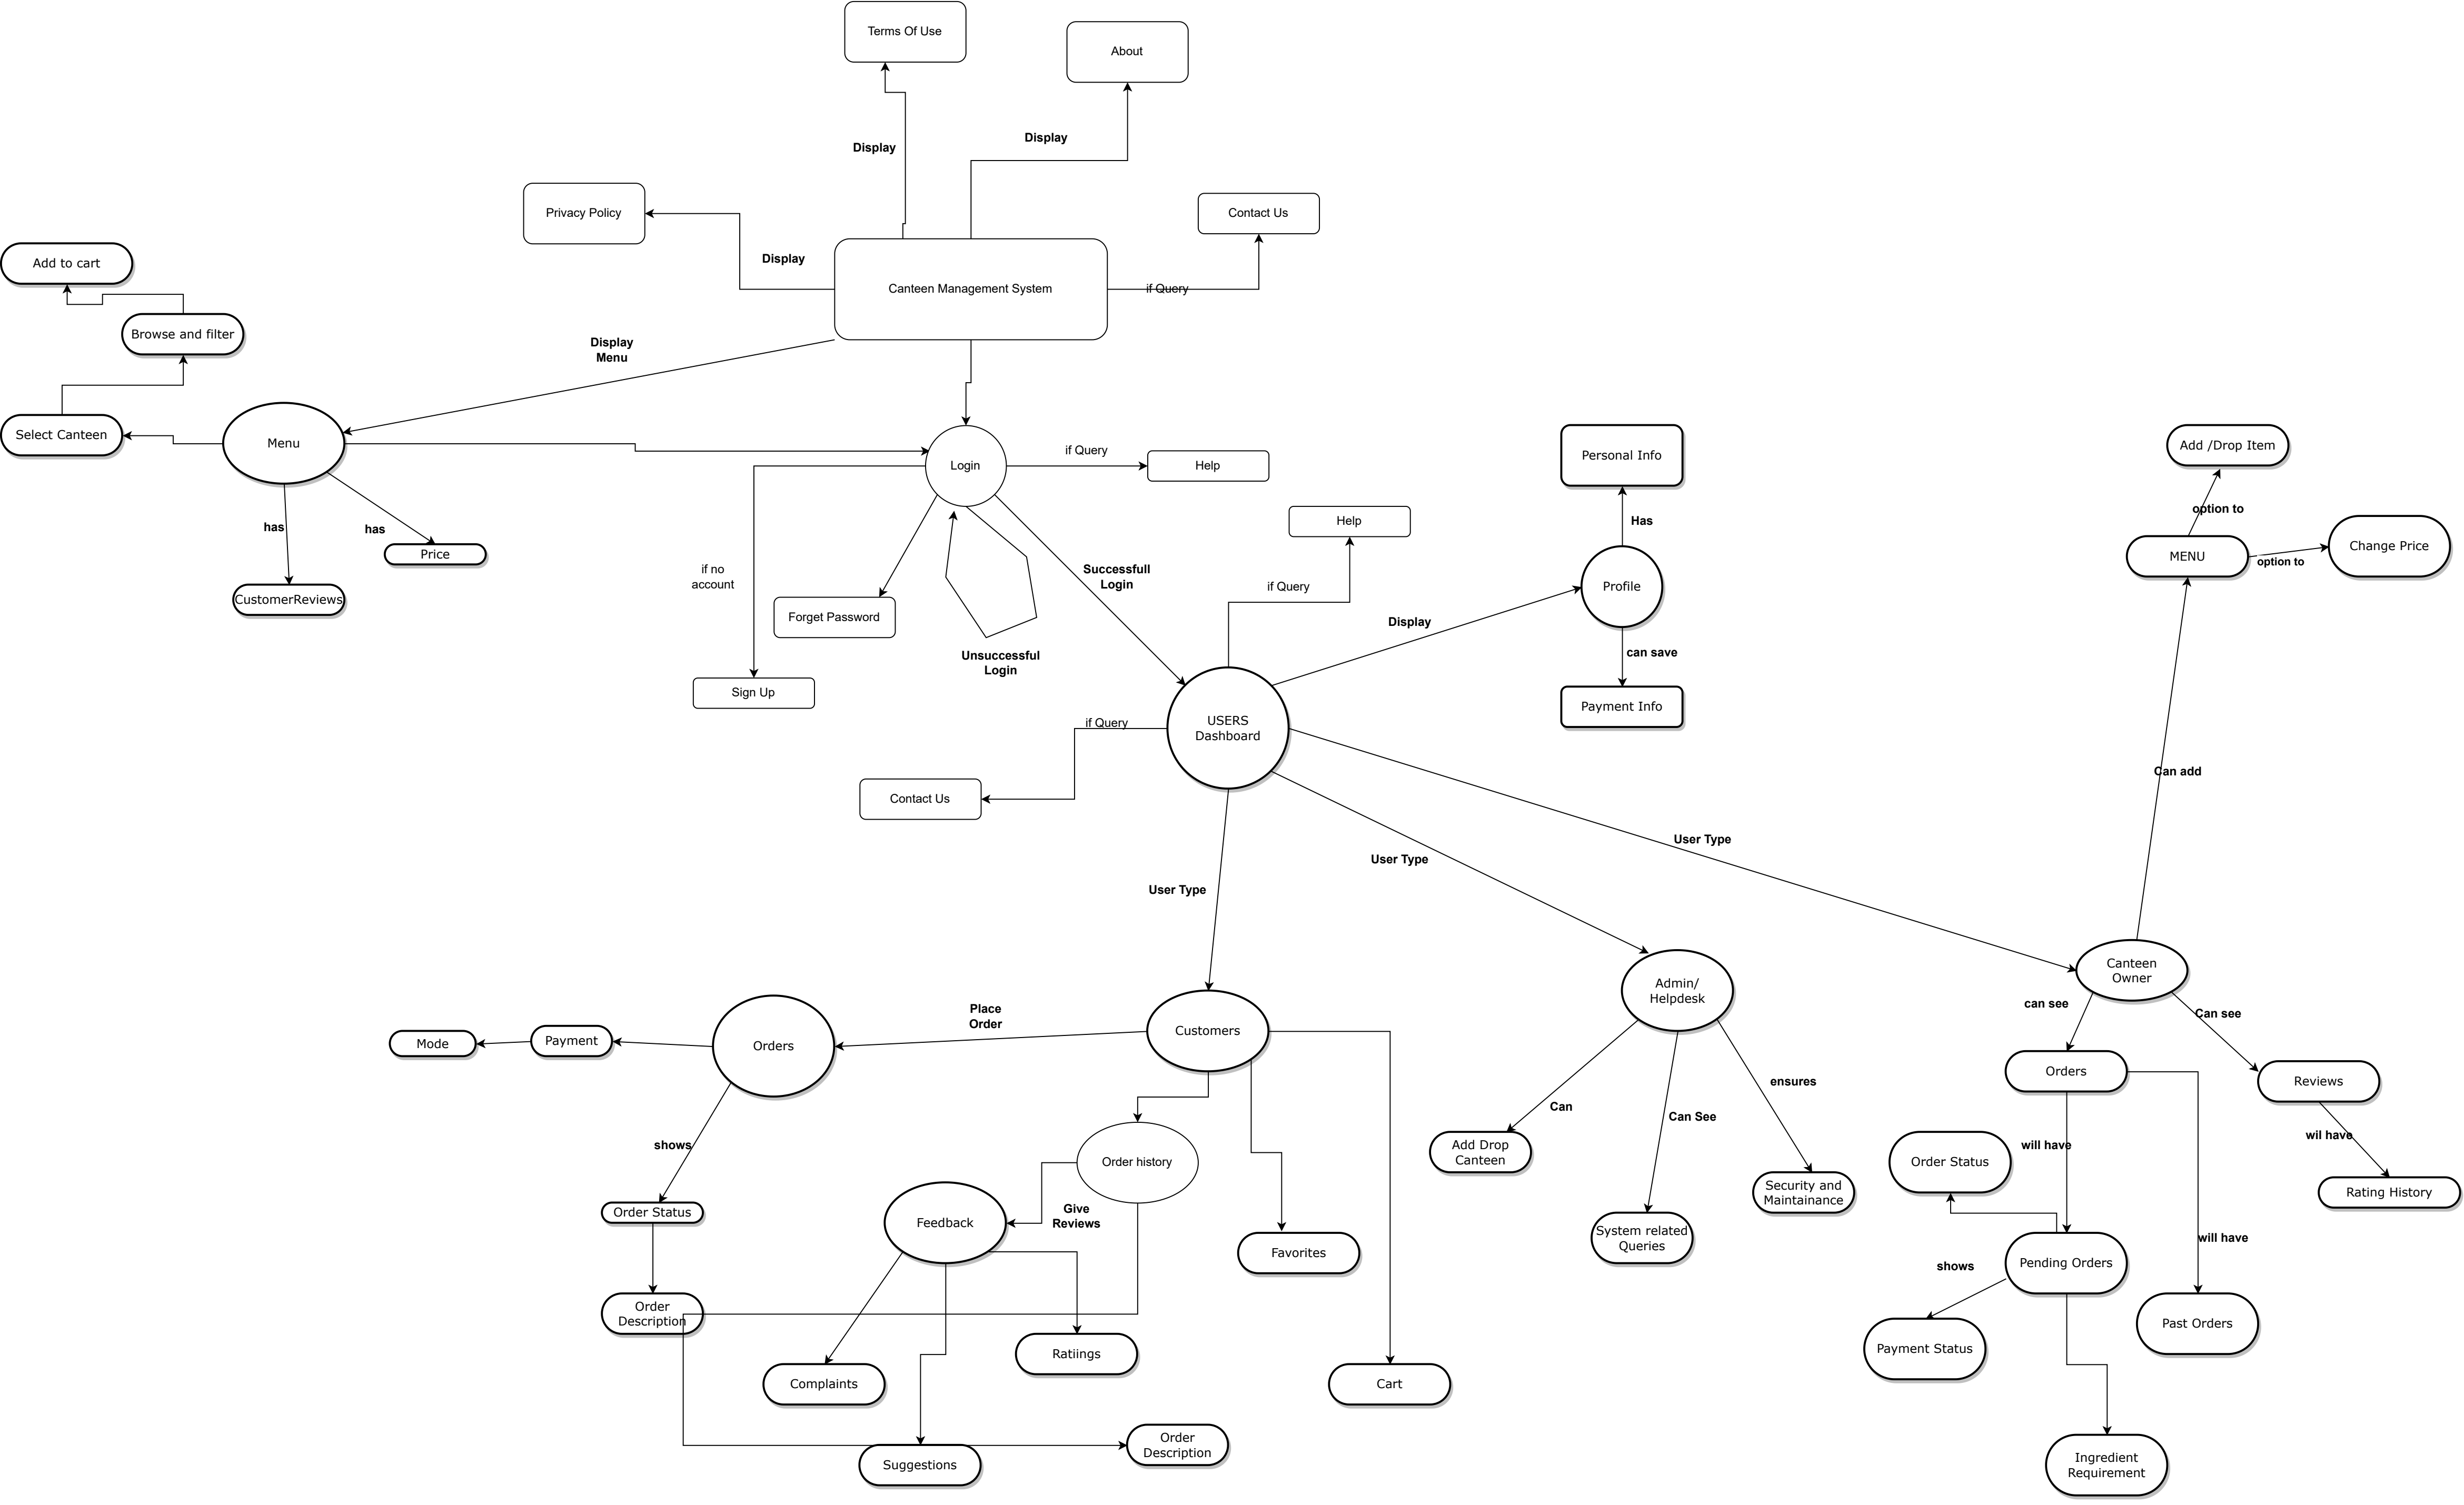 Terms Of Use
About
Display
Display
Privacy Policy
Contact Us
Display
Canteen Management System
if Query
Add to cart
Browse and filter
Display
Menu
Select Canteen
Menu
Login
if Query
Help
Personal Info
Add /Drop Item
has
has
Price
CustomerReviews
if no
account
Forget Password
Successfull
Login
Unsuccessful
Login
Sign Up
Help
if Query
Has
Profile
Display
can save
Payment Info
option to
MENU
option to
Change Price
USERS
Dashboard
if Query
Contact Us
Can add
User Type
User Type
User Type
Canteen
Owner
Admin/
Helpdesk
can see
Can see
Place
Order
Mode
Payment
Orders
Customers
Orders
Reviews
ensures
Can
Can See
shows
Add Drop
Canteen
Order history
Security and
Maintainance
Order Status
will have
wil have
Rating History
Order Status
Feedback
Give
Reviews
System related
Queries
Favorites
will have
Pending Orders
shows
Order
Description
Past Orders
Payment Status
Ratiings
Complaints
Cart
Order
Description
Suggestions
Ingredient
Requirement